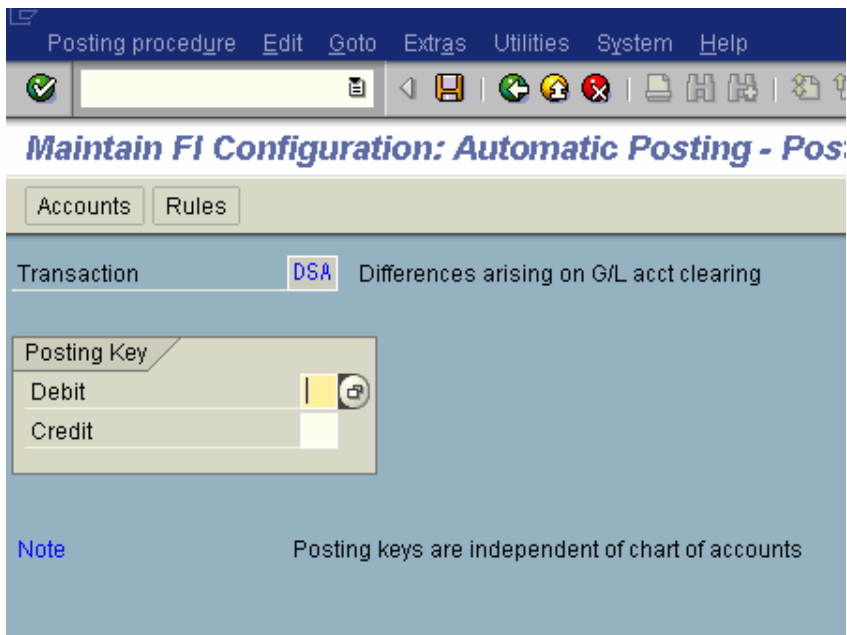 Posting procedure Edit Goto Extras Utilities System Help
Maintain FI Configuration: Automatic Posting - Pos
Accounts Rules
Transaction DSA Differences arising on G/L acct clearing
Posting Key
Debit
Credit
Note Posting keys are independent of chart of accounts